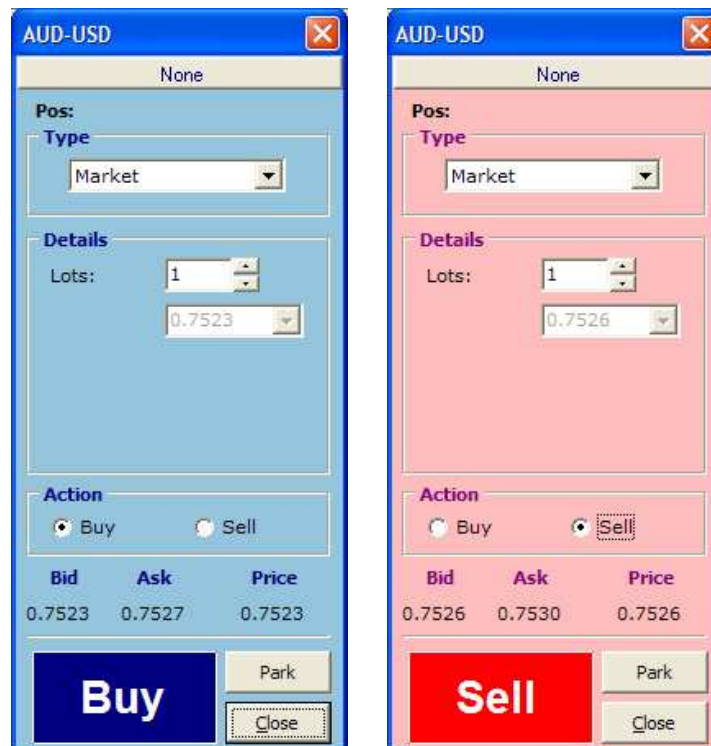 AUD-USD
None
Pos:
Type
Market
Details
Lots: 1
0.7523
Action
Buy Sell
Bid Ask Price
0.7523 0.7527 0.7523
Buy
Park
Close
AUD-USD
None
Pos:
Type
Market
Details
Lots: 1
0.7526
Action
Buy Sell
Bid Ask Price
0.7526 0.7530 0.7526
Sell
Park
Close